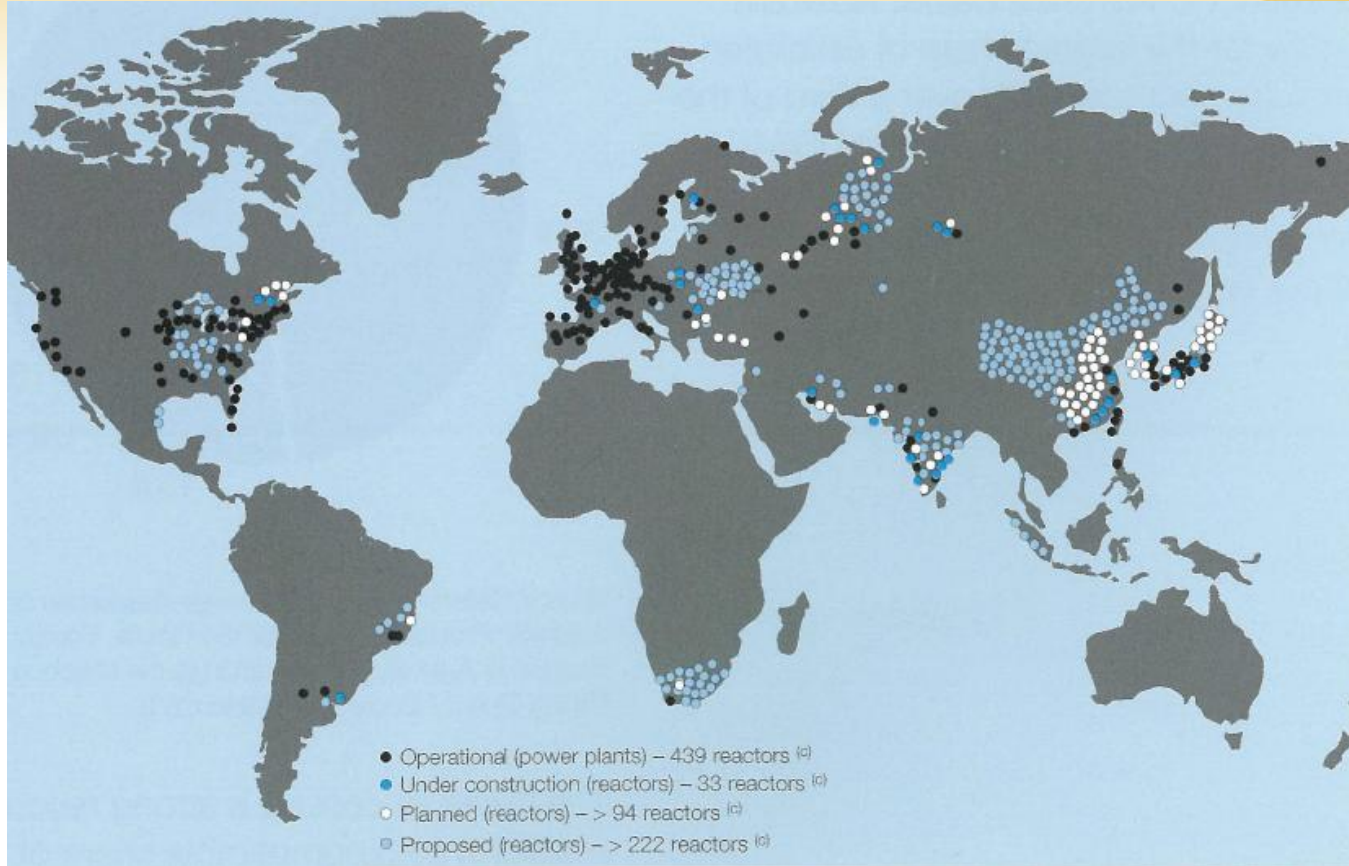 Operational (power plants) – 439 reactors (c)
Under construction (reactors) – 33 reactors (c)
Planned (reactors) – > 94 reactors (c)
Proposed (reactors) – > 222 reactors (c)